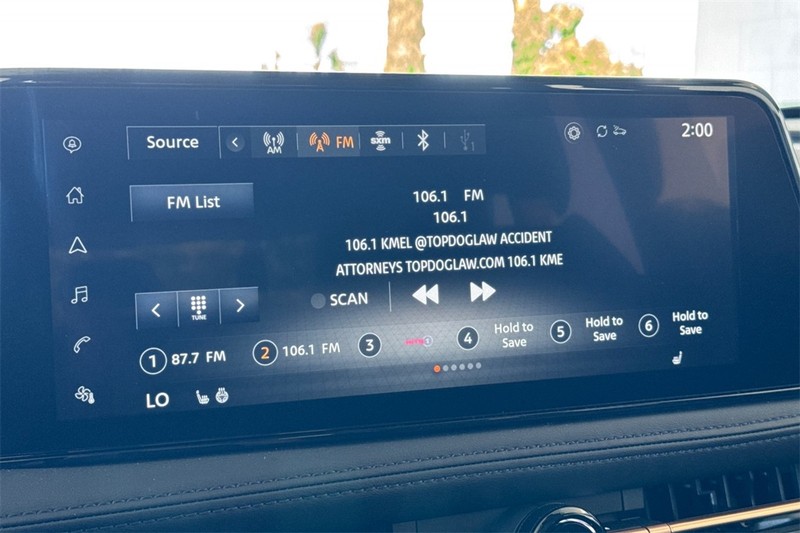 Source
AM
FM
sxm
1
2:00
FM List
106.1 FM
106.1
106.1 KMEL @TOPDOGLAW ACCIDENT
ATTORNEYS TOPDOGLAW.COM 106.1 KME
TUNE
SCAN
1 87.7 FM
2 106.1 FM
3
4 Hold to Save
5 Hold to Save
6 Hold to Save
LO